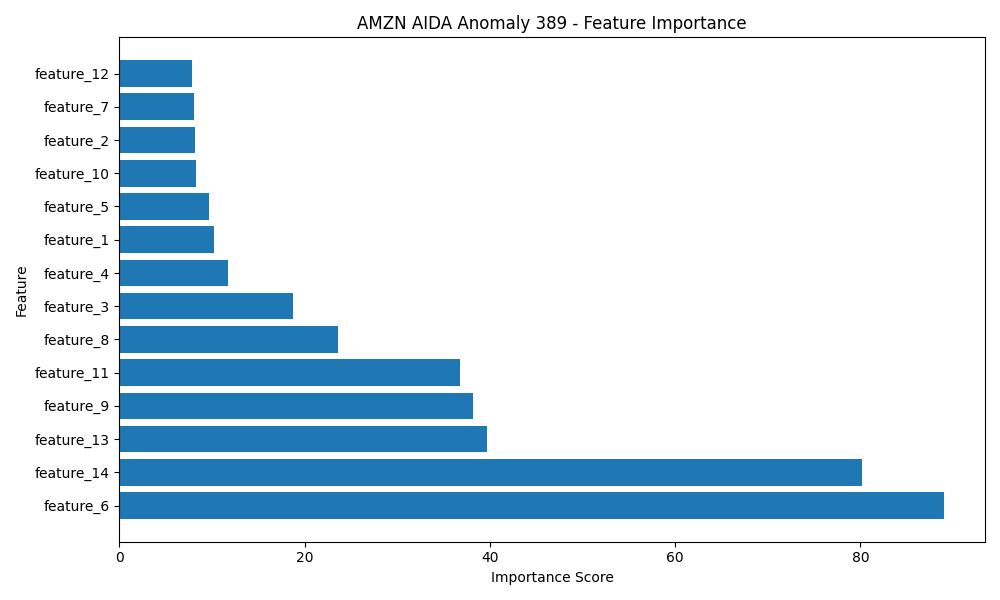 AMZN AIDA Anomaly 389 - Feature Importance
Feature
feature_12
feature_7
feature_2
feature_10
feature_5
feature_1
feature_4
feature_3
feature_8
feature_11
feature_9
feature_13
feature_14
feature_6
0 20 40 60 80
Importance Score